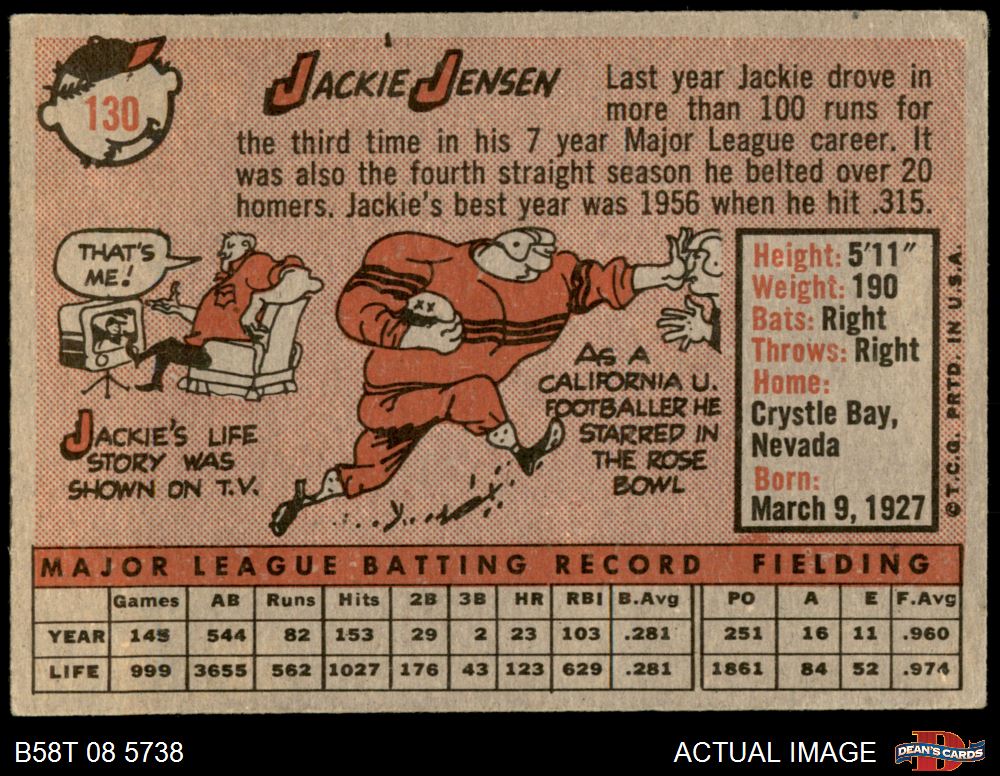 130
JACKIE JENSEN
Last year Jackie drove in
more than 100 runs for
the third time in his 7 year Major League career. It
was also the fourth straight season he belted over 20
homers. Jackie's best year was 1956 when he hit .315.
THAT'S
ME!
JACKIE'S LIFE
STORY WAS
SHOWN ON T.V.
XX
AS A
CALIFORNIA U.
FOOTBALLER HE
STARRED IN
THE ROSE
BOWL
Height: 5'11"
Weight: 190
Bats: Right
Throws: Right
Home:
Crystle Bay,
Nevada
Born:
March 9, 1927
© T.C.G. PRTD. IN U.S.A.
MAJOR LEAGUE BATTING RECORD FIELDING
Games AB Runs Hits 2B 3B HR RBI B.Avg PO A E F.Avg
YEAR 145 544 82 153 29 2 23 103 .281 251 16 11 .960
LIFE 999 3655 562 1027 176 43 123 629 .281 1861 84 52 .974
B58T 08 5738
ACTUAL IMAGE
DEAN'S CARDS